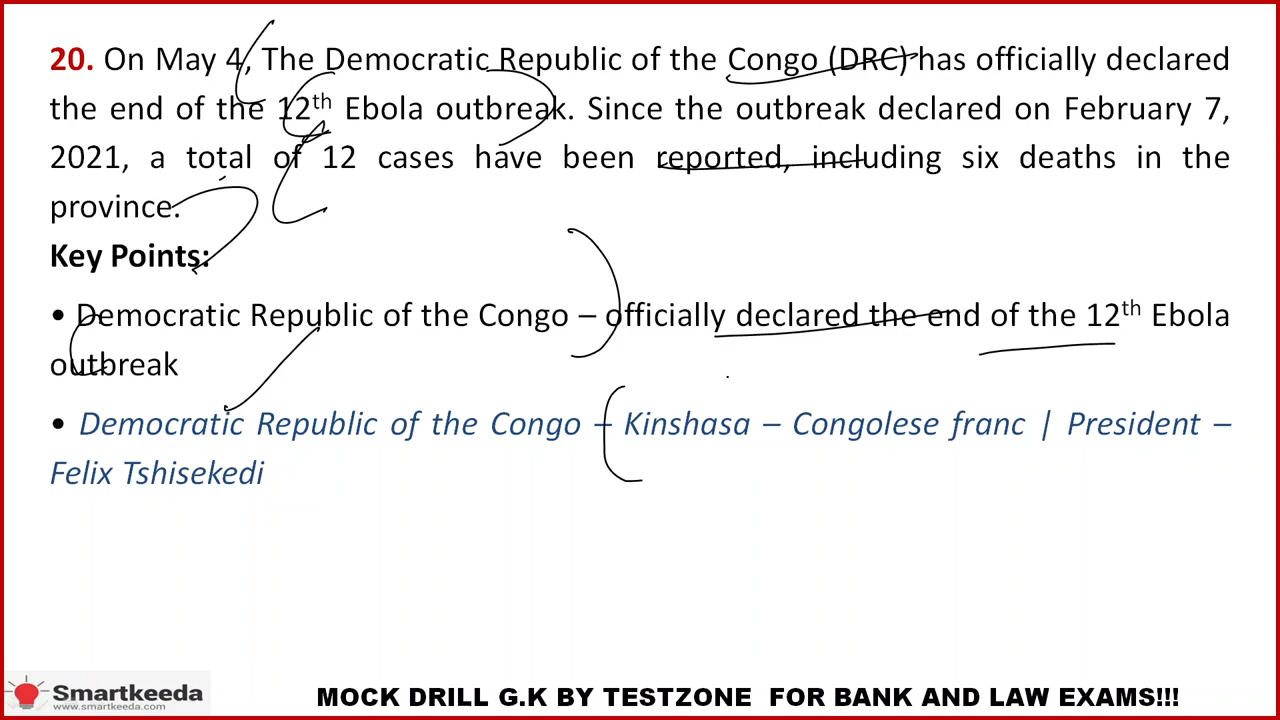 20. On May 4, The Democratic Republic of the Congo (DRC) has officially declared
the end of the 12th Ebola outbreak. Since the outbreak declared on February 7,
2021, a total of 12 cases have been reported, including six deaths in the
province.
Key Points:
• Democratic Republic of the Congo – officially declared the end of the 12th Ebola
outbreak
• Democratic Republic of the Congo – Kinshasa – Congolese franc | President –
Felix Tshisekedi
Smartkeeda
www.smartkeeda.com
MOCK DRILL G.K BY TESTZONE FOR BANK AND LAW EXAMS!!!